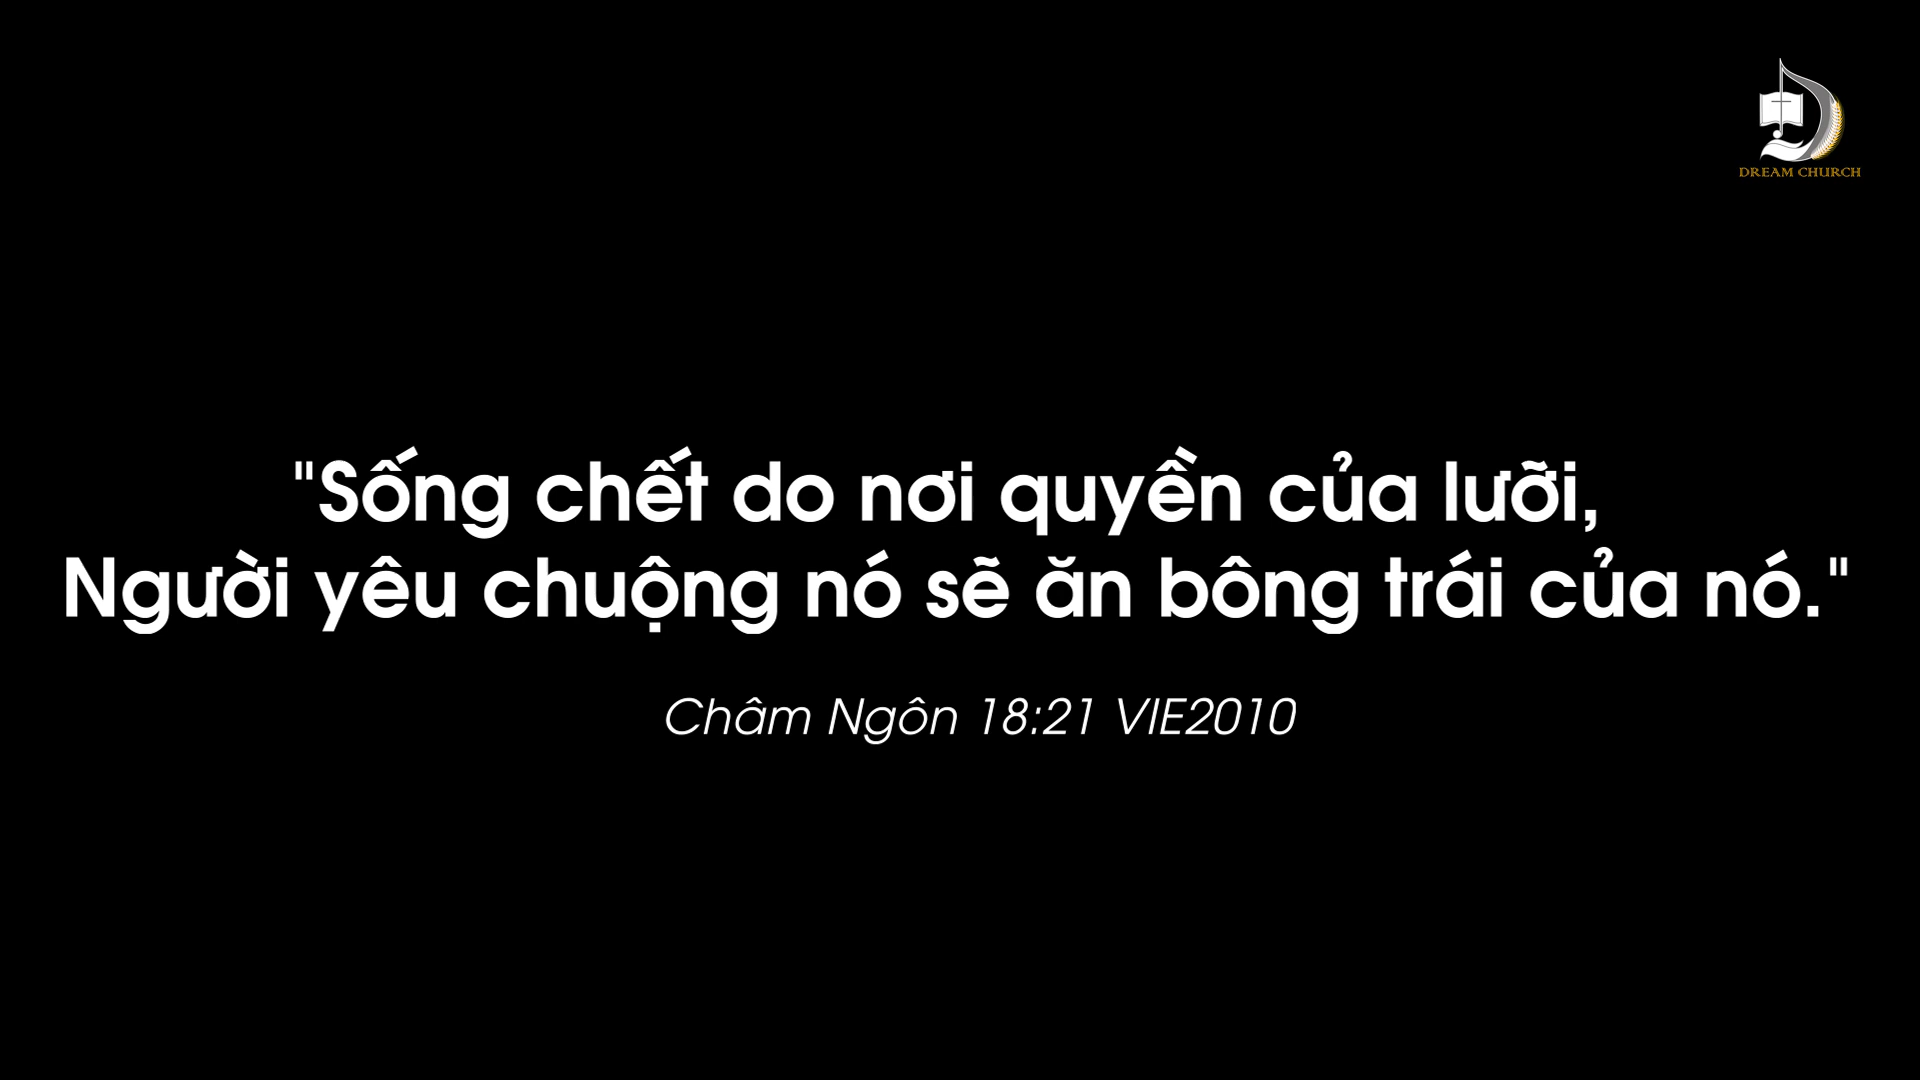 DREAM CHURCH
"Sống chết do nơi quyền của lưỡi,
Người yêu chuộng nó sẽ ăn bông trái của nó."
Châm Ngôn 18:21 VIE2010